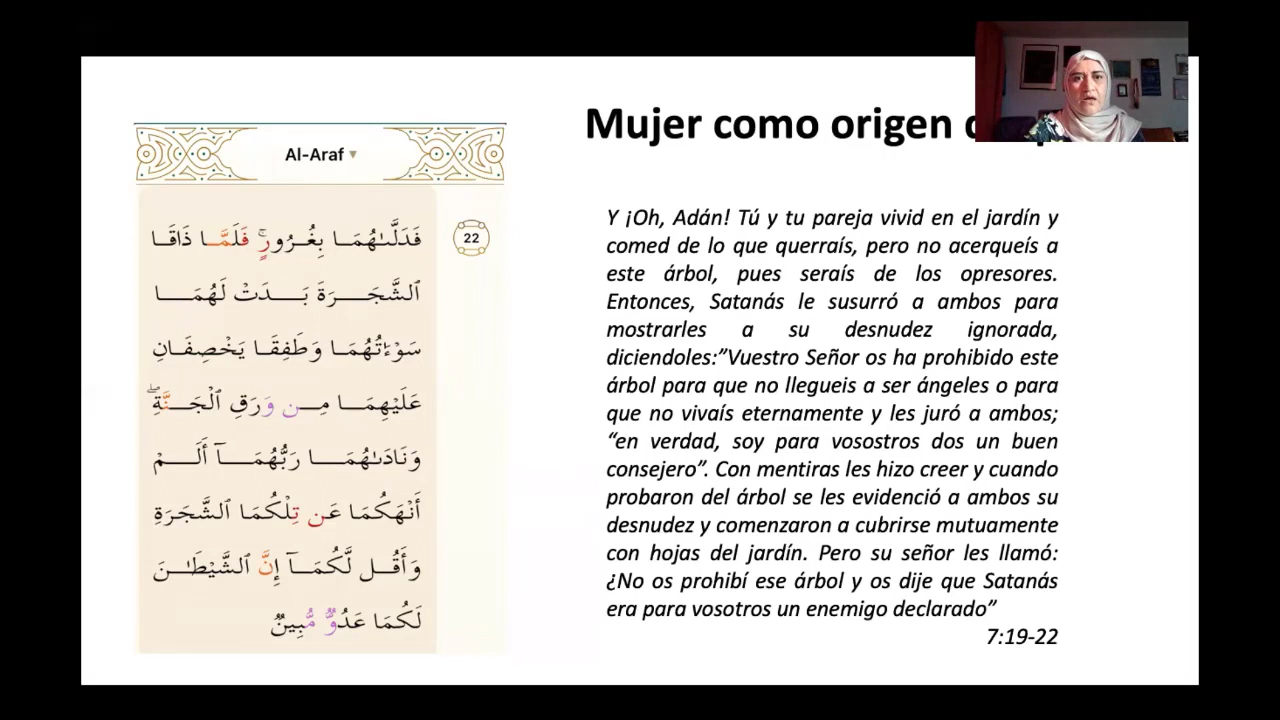 Mujer como origen
Al-Araf
فَدَلَّىٰهُمَا بِغُرُورٍۚ فَلَمَّا ذَاقَا
22
ٱلشَّجَرَةَ بَدَتْ لَهُمَا
سَوْءَٰتُهُمَا وَطَفِقَا يَخْصِفَانِ
عَلَيْهِمَا مِن وَرَقِ ٱلْجَنَّةِۖ
وَنَادَىٰهُمَا رَبُّهُمَآ أَلَمْ
أَنْهَكُمَا عَن تِلْكُمَا ٱلشَّجَرَةِ
وَأَقُل لَّكُمَآ إِنَّ ٱلشَّيْطَٰنَ
لَكُمَا عَدُوٌّ مُّبِينٌ
Y ¡Oh, Adán! Tú y tu pareja vivid en el jardín y
comed de lo que querraís, pero no acerqueís a
este árbol, pues seraís de los opresores.
Entonces, Satanás le susurró a ambos para
mostrarles a su desnudez ignorada,
diciendoles:”Vuestro Señor os ha prohibido este
árbol para que no llegueis a ser ángeles o para
que no vivaís eternamente y les juró a ambos;
“en verdad, soy para vosostros dos un buen
consejero”. Con mentiras les hizo creer y cuando
probaron del árbol se les evidenció a ambos su
desnudez y comenzaron a cubrirse mutuamente
con hojas del jardín. Pero su señor les llamó:
¿No os prohibí ese árbol y os dije que Satanás
era para vosotros un enemigo declarado”
7:19-22